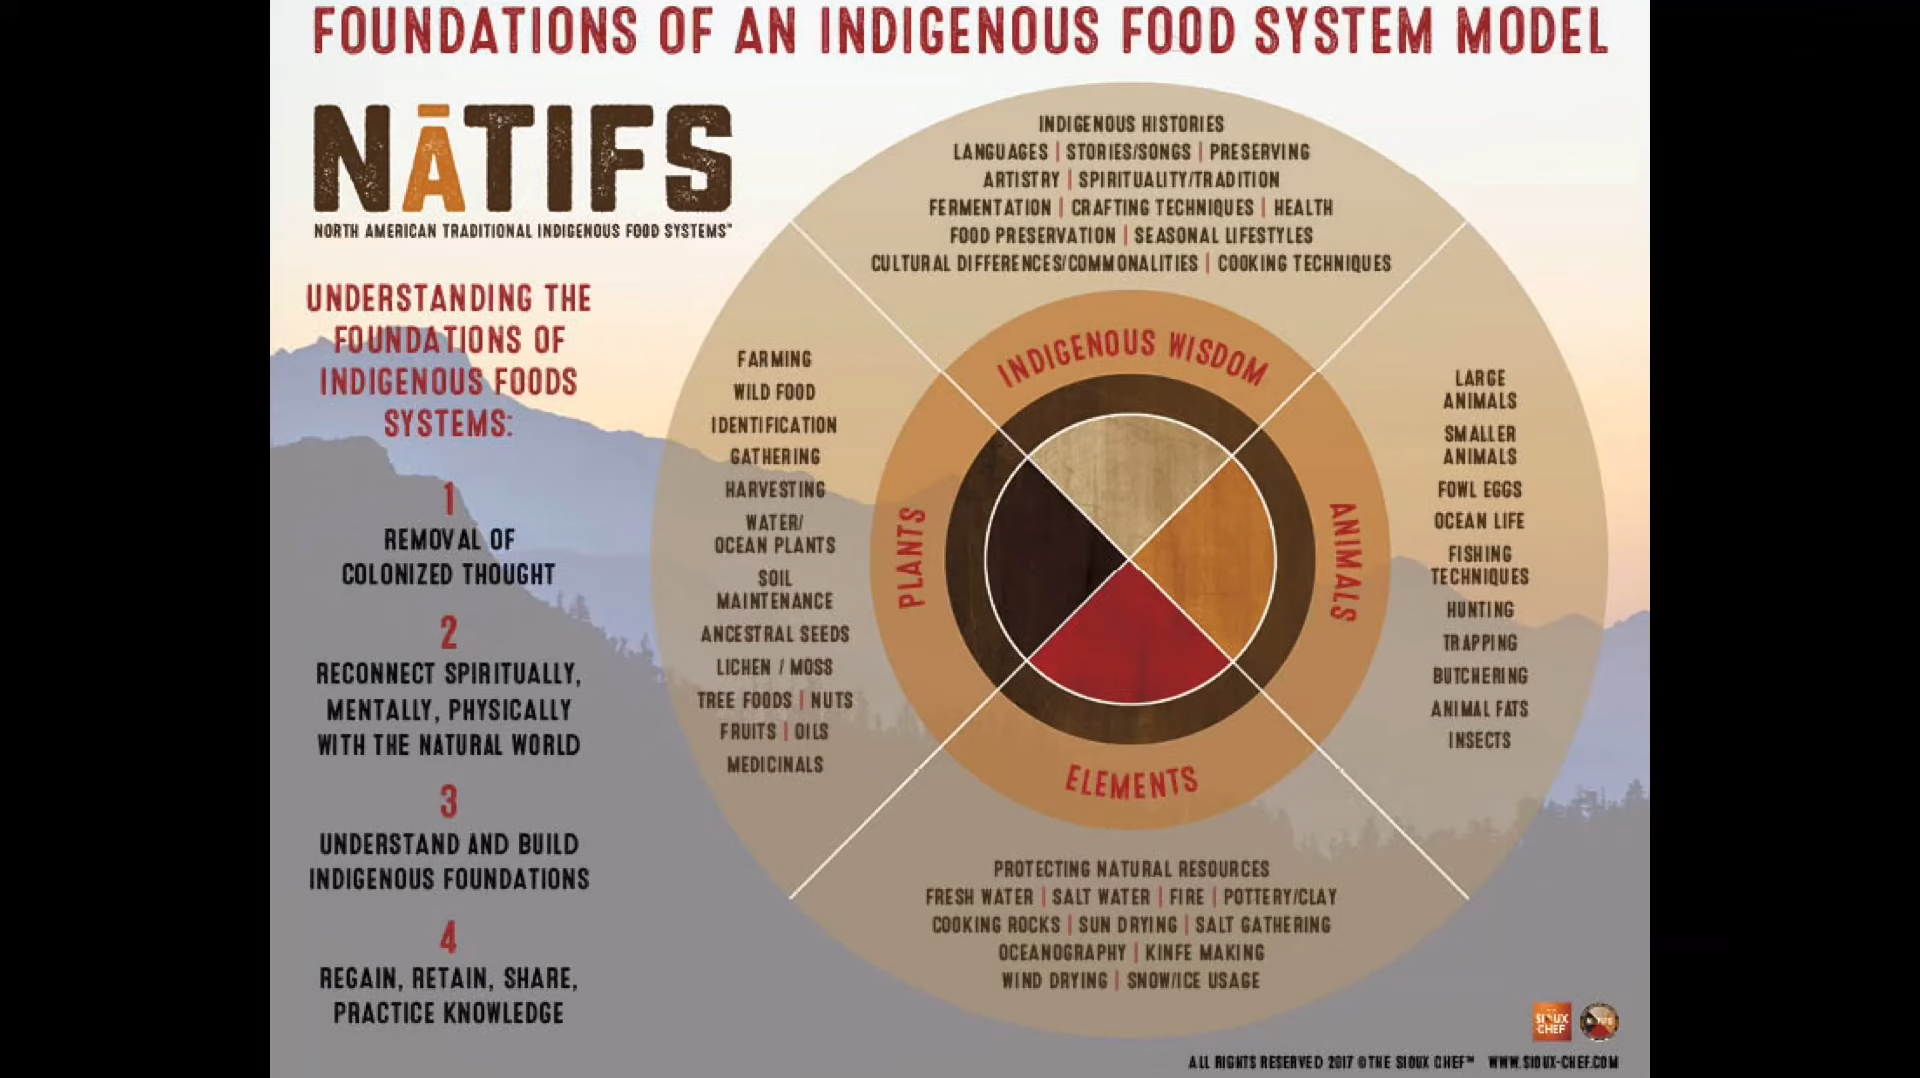 FOUNDATIONS OF AN INDIGENOUS FOOD SYSTEM MODEL
NĀTIFS
NORTH AMERICAN TRADITIONAL INDIGENOUS FOOD SYSTEMS™
UNDERSTANDING THE
FOUNDATIONS OF
INDIGENOUS FOODS
SYSTEMS:
1
REMOVAL OF
COLONIZED THOUGHT
2
RECONNECT SPIRITUALLY,
MENTALLY, PHYSICALLY
WITH THE NATURAL WORLD
3
UNDERSTAND AND BUILD
INDIGENOUS FOUNDATIONS
4
REGAIN, RETAIN, SHARE,
PRACTICE KNOWLEDGE
INDIGENOUS HISTORIES
LANGUAGES | STORIES/SONGS | PRESERVING
ARTISTRY | SPIRITUALITY/TRADITION
FERMENTATION | CRAFTING TECHNIQUES | HEALTH
FOOD PRESERVATION | SEASONAL LIFESTYLES
CULTURAL DIFFERENCES/COMMONALITIES | COOKING TECHNIQUES
INDIGENOUS WISDOM
FARMING
WILD FOOD
IDENTIFICATION
GATHERING
HARVESTING
WATER/
OCEAN PLANTS
SOIL
MAINTENANCE
ANCESTRAL SEEDS
LICHEN / MOSS
TREE FOODS | NUTS
FRUITS | OILS
MEDICINALS
PLANTS
ANIMALS
LARGE
ANIMALS
SMALLER
ANIMALS
FOWL EGGS
OCEAN LIFE
FISHING
TECHNIQUES
HUNTING
TRAPPING
BUTCHERING
ANIMAL FATS
INSECTS
ELEMENTS
PROTECTING NATURAL RESOURCES
FRESH WATER | SALT WATER | FIRE | POTTERY/CLAY
COOKING ROCKS | SUN DRYING | SALT GATHERING
OCEANOGRAPHY | KINFE MAKING
WIND DRYING | SNOW/ICE USAGE
SIOUX
CHEF
ALL RIGHTS RESERVED 2017 ©THE SIOUX CHEF™ WWW.SIOUX-CHEF.COM